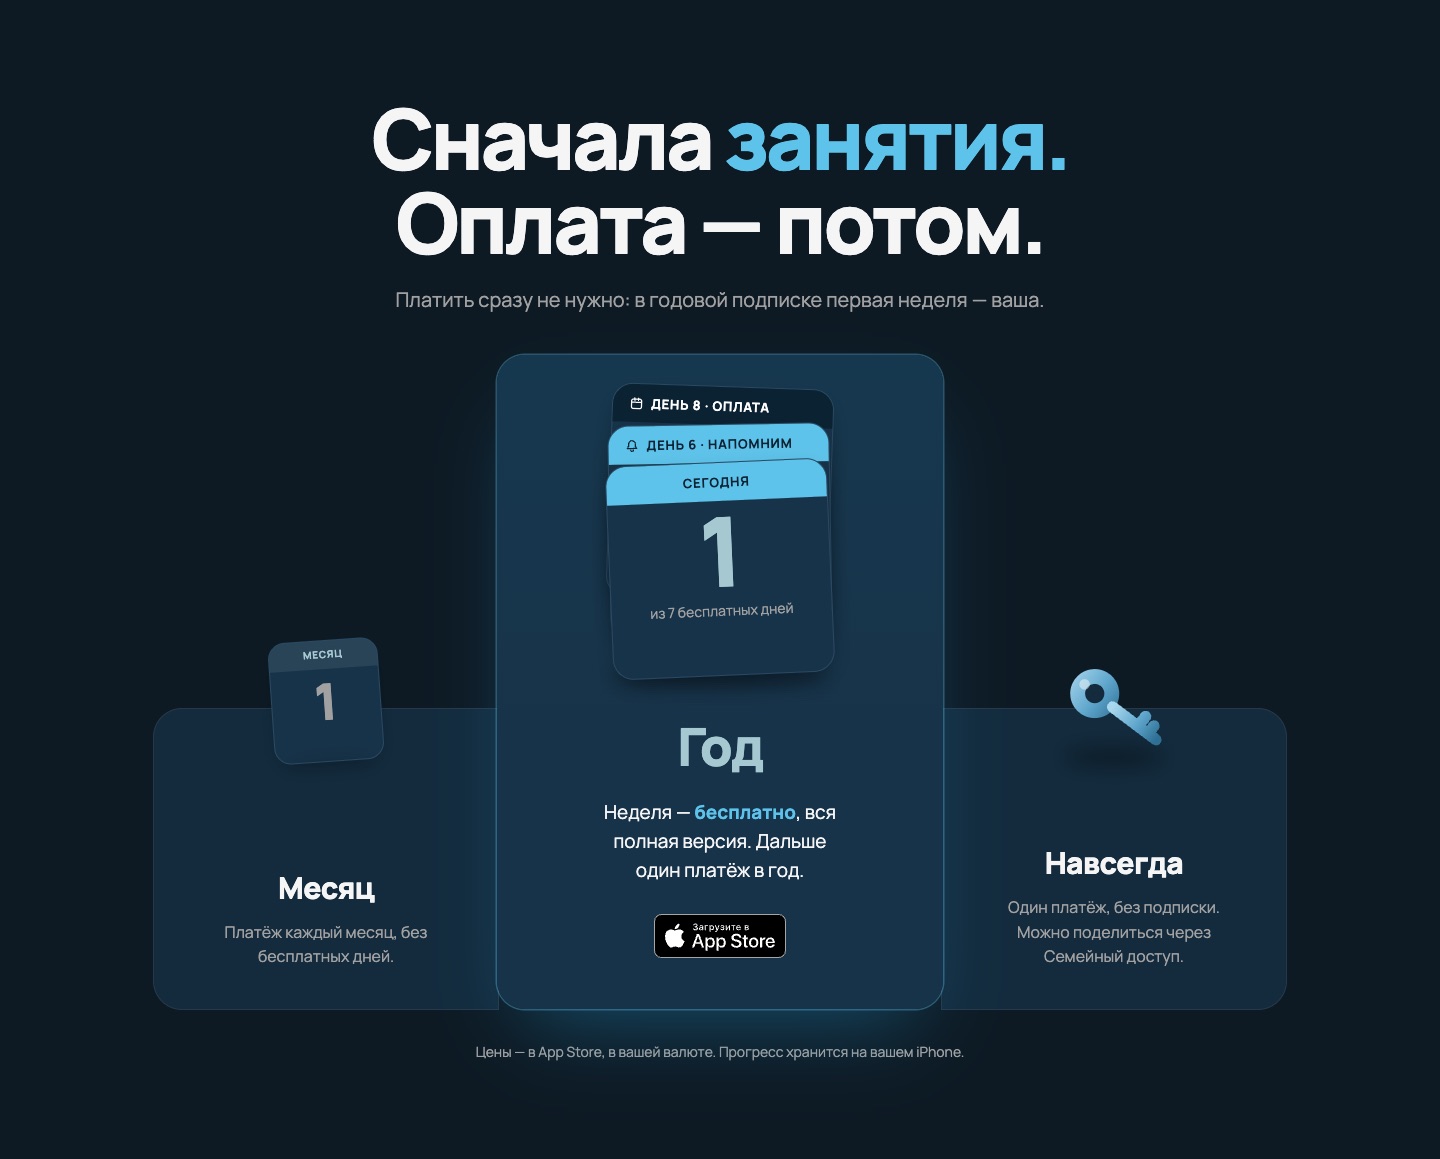 Сначала занятия.
Оплата — потом.
Платить сразу не нужно: в годовой подписке первая неделя — ваша.
ДЕНЬ 8 · ОПЛАТА
ДЕНЬ 6 · НАПОМНИМ
СЕГОДНЯ
1
из 7 бесплатных дней
Год
Неделя — бесплатно, вся
полная версия. Дальше
один платёж в год.
Загрузите в
App Store
МЕСЯЦ
1
Месяц
Платёж каждый месяц, без
бесплатных дней.
Навсегда
Один платёж, без подписки.
Можно поделиться через
Семейный доступ.
Цены — в App Store, в вашей валюте. Прогресс хранится на вашем iPhone.